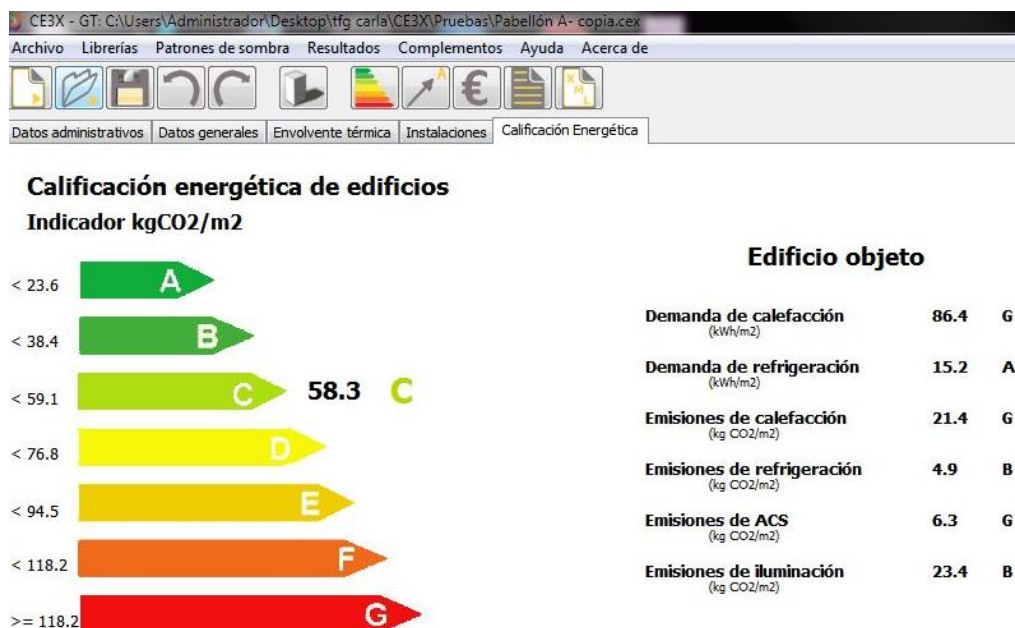 CE3X - GT: C:\Users\Administrador\Desktop\tfg carla\CE3X\Pruebas\Pabellón A- copia.cex
Archivo Librerías Patrones de sombra Resultados Complementos Ayuda Acerca de
A € XML
Datos administrativos Datos generales Envolvente térmica Instalaciones Calificación Energética
Calificación energética de edificios
Indicador kgCO2/m2
Edificio objeto
< 23.6 A
< 38.4 B
< 59.1 C 58.3 C
< 76.8 D
< 94.5 E
< 118.2 F
>= 118.2 G
Demanda de calefacción 86.4 G
(kWh/m2)
Demanda de refrigeración 15.2 A
(kWh/m2)
Emisiones de calefacción 21.4 G
(kg CO2/m2)
Emisiones de refrigeración 4.9 B
(kg CO2/m2)
Emisiones de ACS 6.3 G
(kg CO2/m2)
Emisiones de iluminación 23.4 B
(kg CO2/m2)